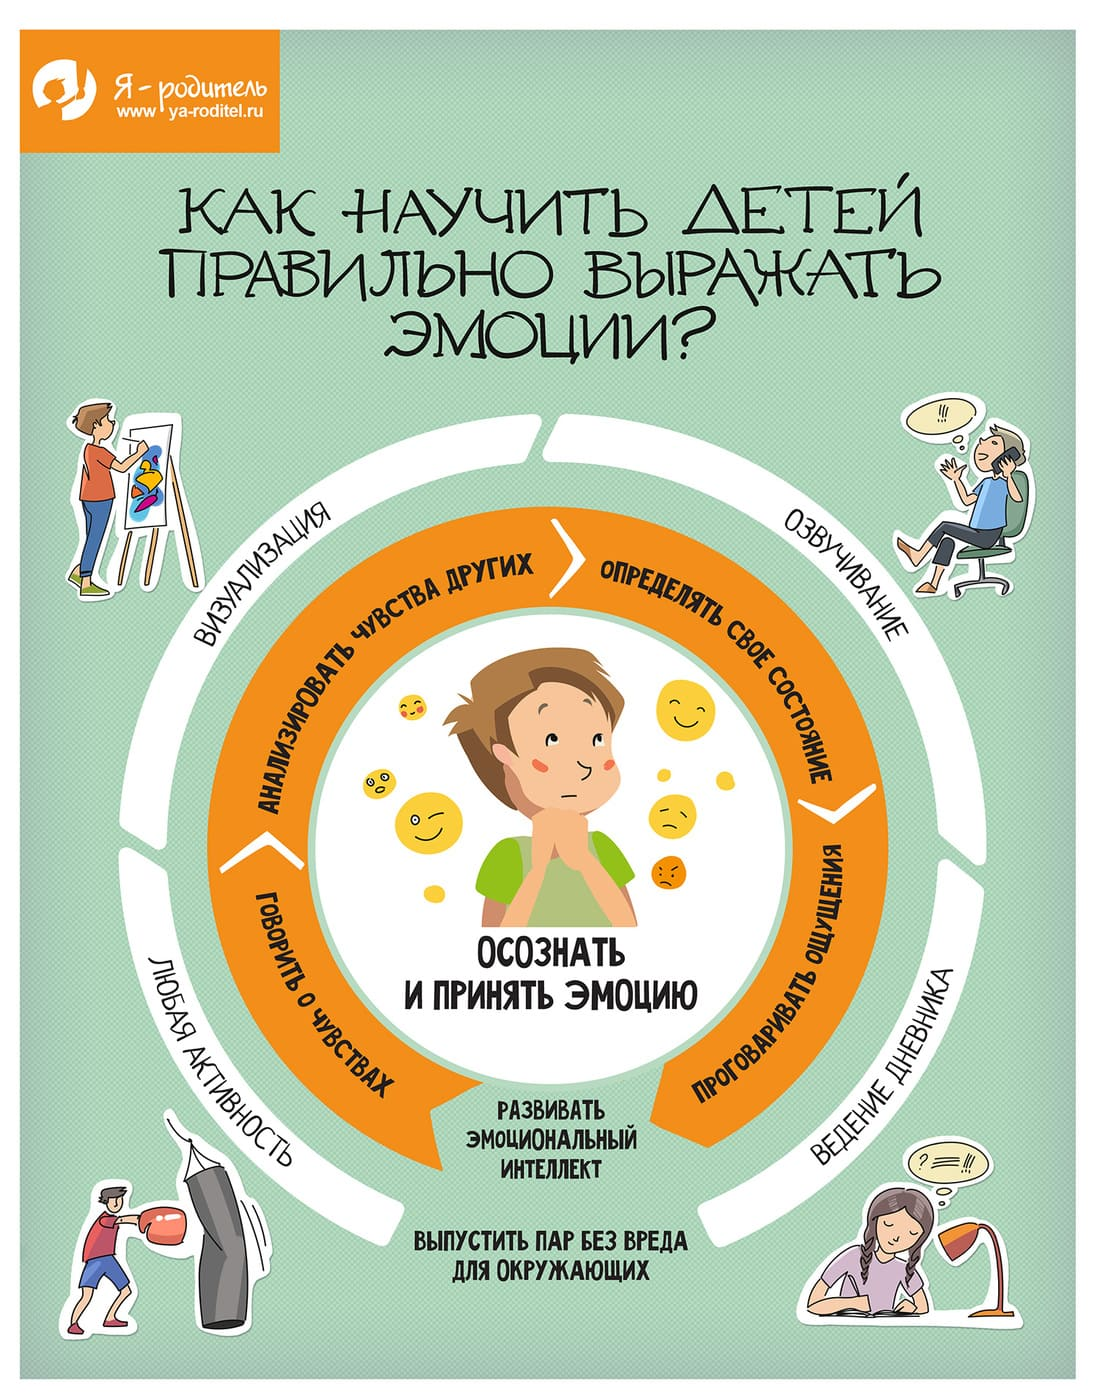 Я - родитель
www ya-roditel.ru
КАК НАУЧИТЬ ДЕТЕЙ
ПРАВИЛЬНО ВЫРАЖАТЬ
ЭМОЦИИ?
!!!
ВИЗУАЛИЗАЦИЯ
ОЗВУЧИВАНИЕ
АНАЛИЗИРОВАТЬ ЧУВСТВА ДРУГИХ
ОПРЕДЕЛЯТЬ СВОЕ СОСТОЯНИЕ
ГОВОРИТЬ О ЧУВСТВАХ
ПРОГОВАРИВАТЬ ОЩУЩЕНИЯ
ОСОЗНАТЬ
И ПРИНЯТЬ ЭМОЦИЮ
ЛЮБАЯ АКТИВНОСТЬ
ВЕДЕНИЕ ДНЕВНИКА
РАЗВИВАТЬ
ЭМОЦИОНАЛЬНЫЙ
ИНТЕЛЛЕКТ
? = = !!
ВЫПУСТИТЬ ПАР БЕЗ ВРЕДА
ДЛЯ ОКРУЖАЮЩИХ